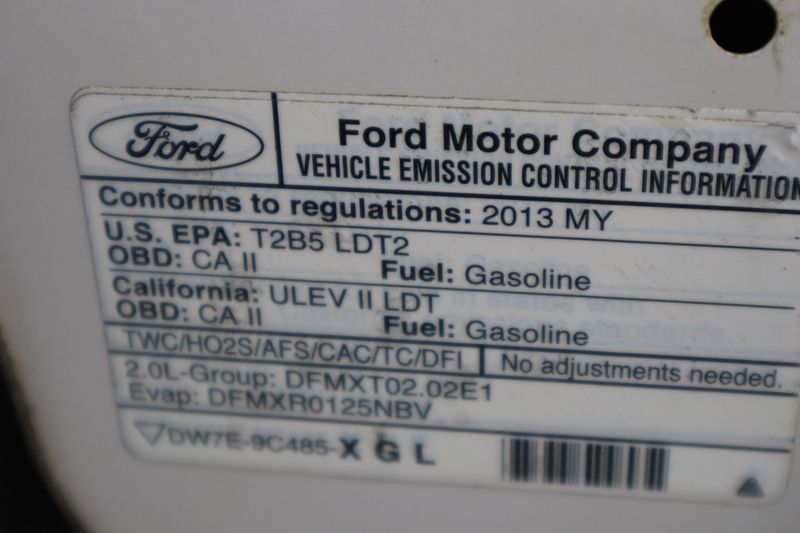 Ford
Ford Motor Company
VEHICLE EMISSION CONTROL INFORMATION
Conforms to regulations: 2013 MY
U.S. EPA: T2B5 LDT2
OBD: CA II Fuel: Gasoline
California: ULEV II LDT
OBD: CA II Fuel: Gasoline
TWC/HO2S/AFS/CAC/TC/DFI No adjustments needed.
2.0L-Group: DFMXT02.02E1
Evap: DFMXR0125NBV
DW7E-9C485-X G L